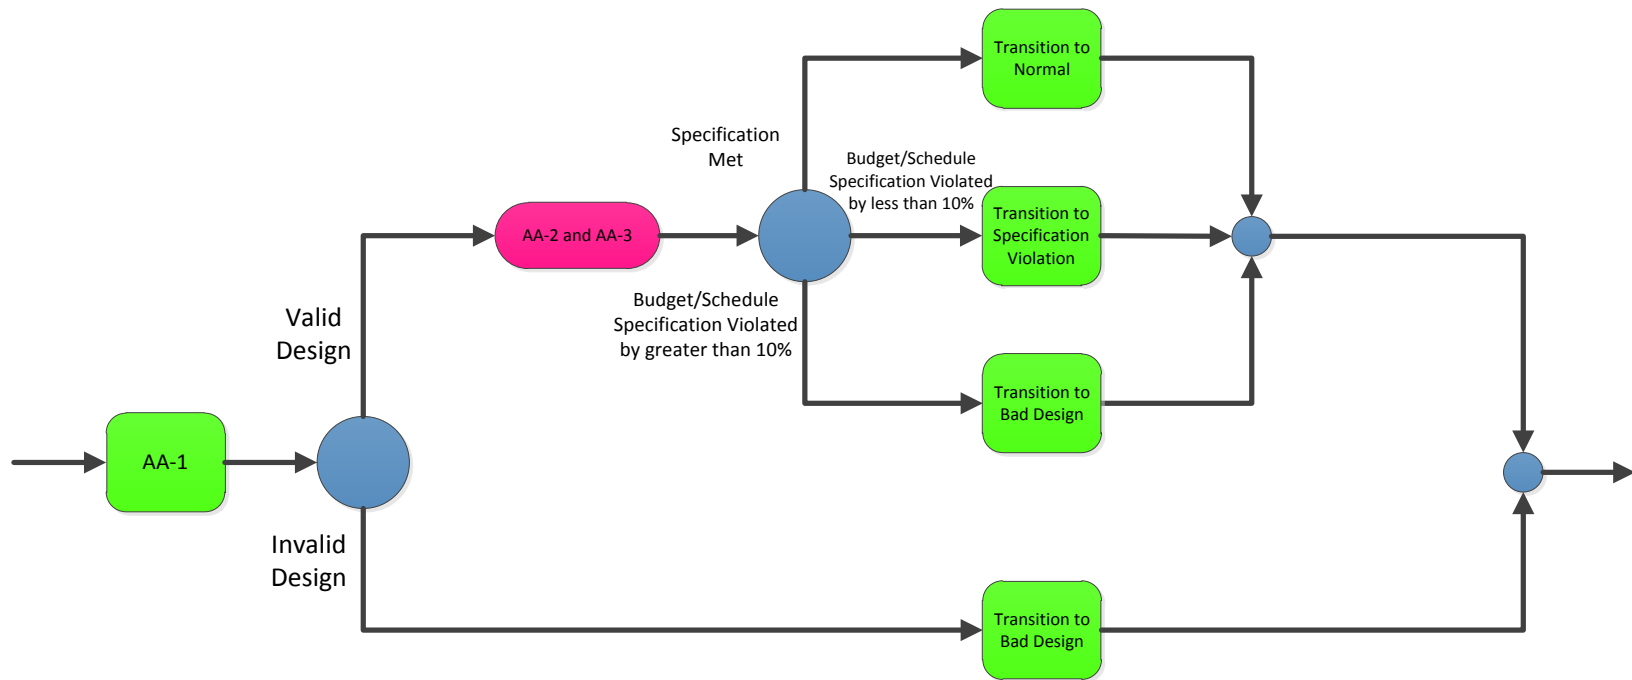 Transition to
Normal
Specification
Met
Budget/Schedule
Specification Violated
by less than 10%
AA-2 and AA-3
Transition to
Specification
Violation
Budget/Schedule
Specification Violated
by greater than 10%
Valid
Design
Transition to
Bad Design
AA-1
Invalid
Design
Transition to
Bad Design